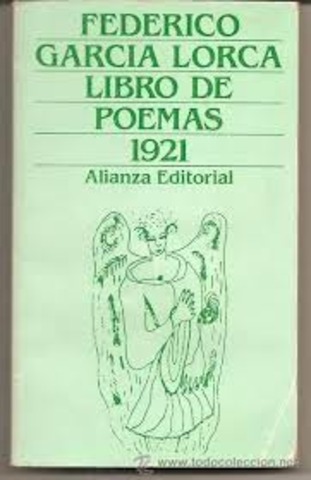 FEDERICO
GARCIA LORCA
LIBRO DE
POEMAS
1921
Alianza Editorial
www.todocoleccion.net